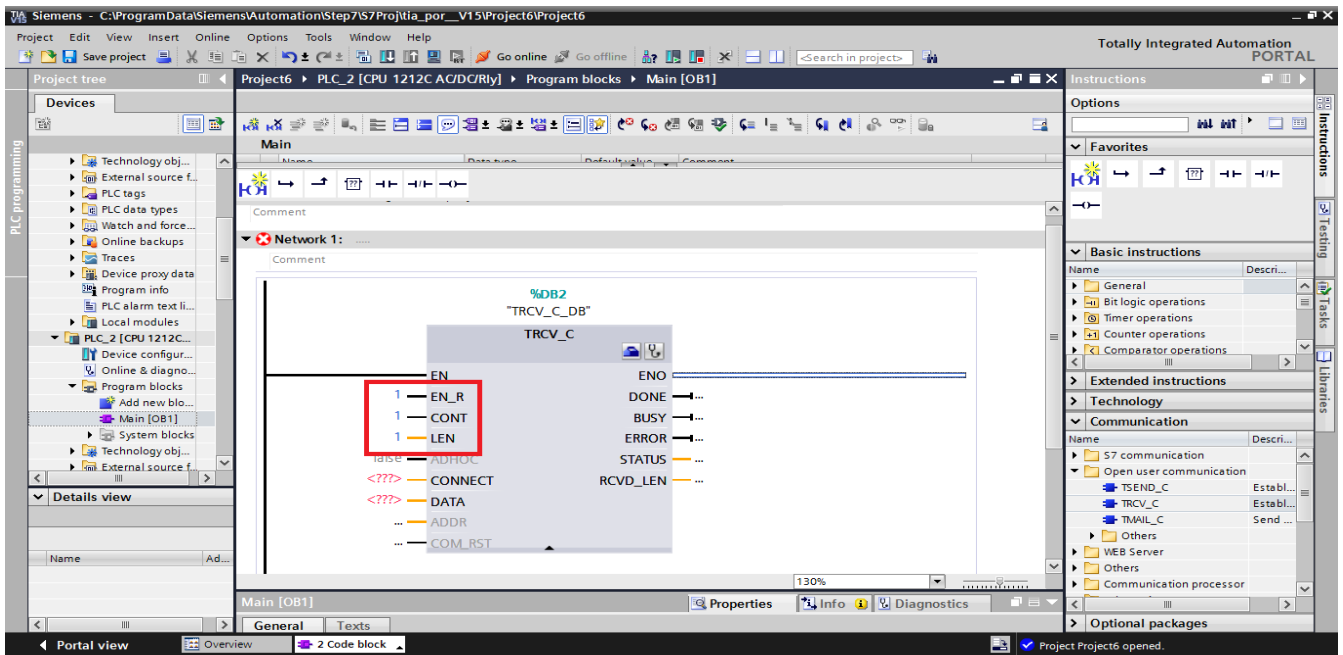 Siemens - C:\ProgramData\Siemens\Automation\Step7\S7Proj\tia_por__V15\Project6\Project6
Project Edit View Insert Online Options Tools Window Help
Totally Integrated Automation
PORTAL
Save project
Go online
Go offline
<Search in project>
Project tree
Devices
PLC programming
Technology obj...
External source f...
PLC tags
PLC data types
Watch and force...
Online backups
Traces
Device proxy data
Program info
PLC alarm text li...
Local modules
PLC_2 [CPU 1212C...
Device configur...
Online & diagno...
Program blocks
Add new blo...
Main [OB1]
System blocks
Technology obj...
External source f...
Details view
Name Ad...
Project6 PLC_2 [CPU 1212C AC/DC/Rly] Program blocks Main [OB1]
Main
Name Data type Default value Comment
Comment
Network 1: .....
Comment
%DB2
"TRCV_C_DB"
TRCV_C
EN ENO
1 EN_R DONE ...
1 CONT BUSY ...
1 LEN ERROR ...
false ADHOC STATUS ...
<???> CONNECT RCVD_LEN ...
<???> DATA
... ADDR
... COM_RST
130%
Main [OB1]
Properties Info Diagnostics
General Texts
Instructions
Options
Favorites
Basic instructions
Name Descri...
General
Bit logic operations
Timer operations
Counter operations
Comparator operations
Extended instructions
Technology
Communication
Name Descri...
S7 communication
Open user communication
TSEND_C Establ...
TRCV_C Establ...
TMAIL_C Send ...
Others
WEB Server
Others
Communication processor
Optional packages
Instructions
Testing
Tasks
Libraries
Portal view Overview 2 Code block
Project Project6 opened.